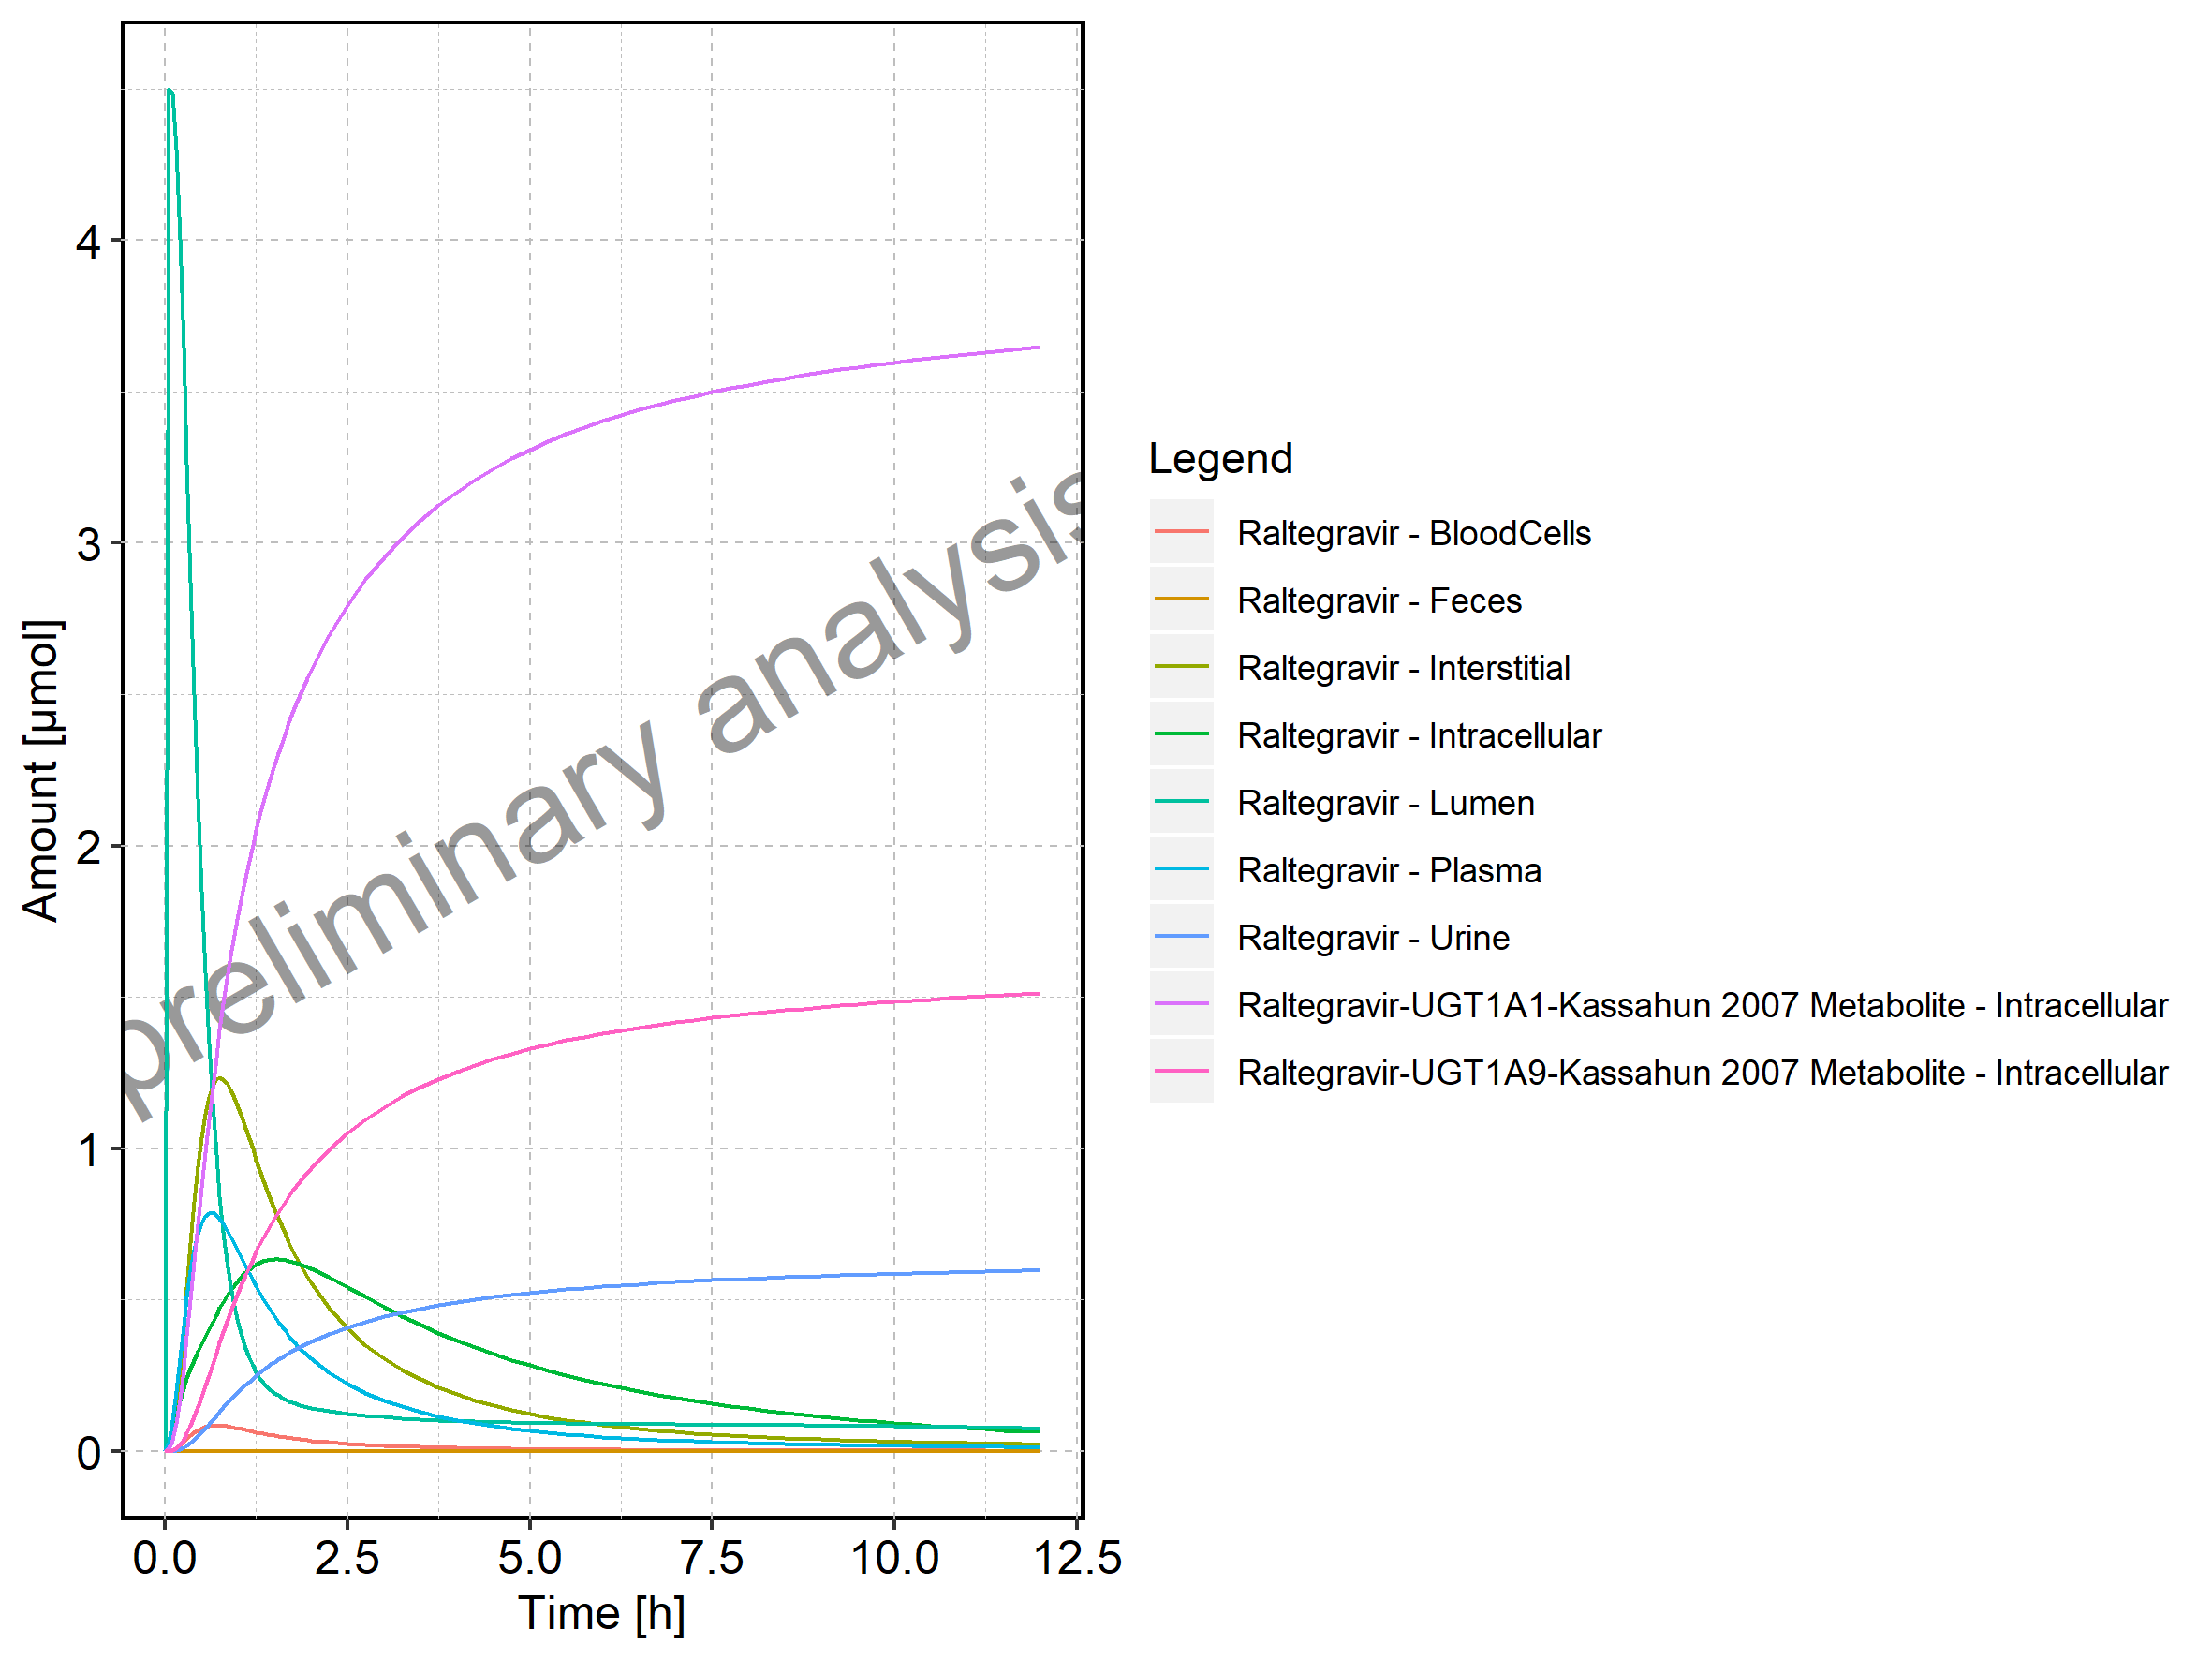 4
3
2
1
0
Amount [µmol]
preliminary analysis
0.0 2.5 5.0 7.5 10.0 12.5
Time [h]
Legend
Raltegravir - BloodCells
Raltegravir - Feces
Raltegravir - Interstitial
Raltegravir - Intracellular
Raltegravir - Lumen
Raltegravir - Plasma
Raltegravir - Urine
Raltegravir-UGT1A1-Kassahun 2007 Metabolite - Intracellular
Raltegravir-UGT1A9-Kassahun 2007 Metabolite - Intracellular